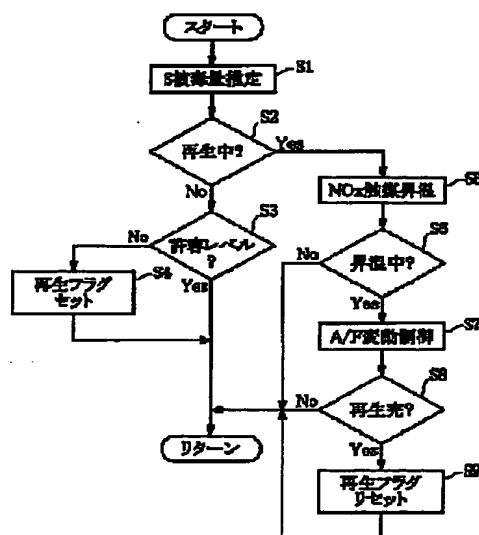 スタート
S1
S被毒量推定
S2
再生中?
Yes
No
S3
許容レベル
?
No
Yes
S4
再生フラグ
セット
S5
NOx触媒昇温
S6
昇温中?
No
Yes
S7
A/F変動制御
S8
再生完?
No
Yes
S9
再生フラグ
リセット
リターン